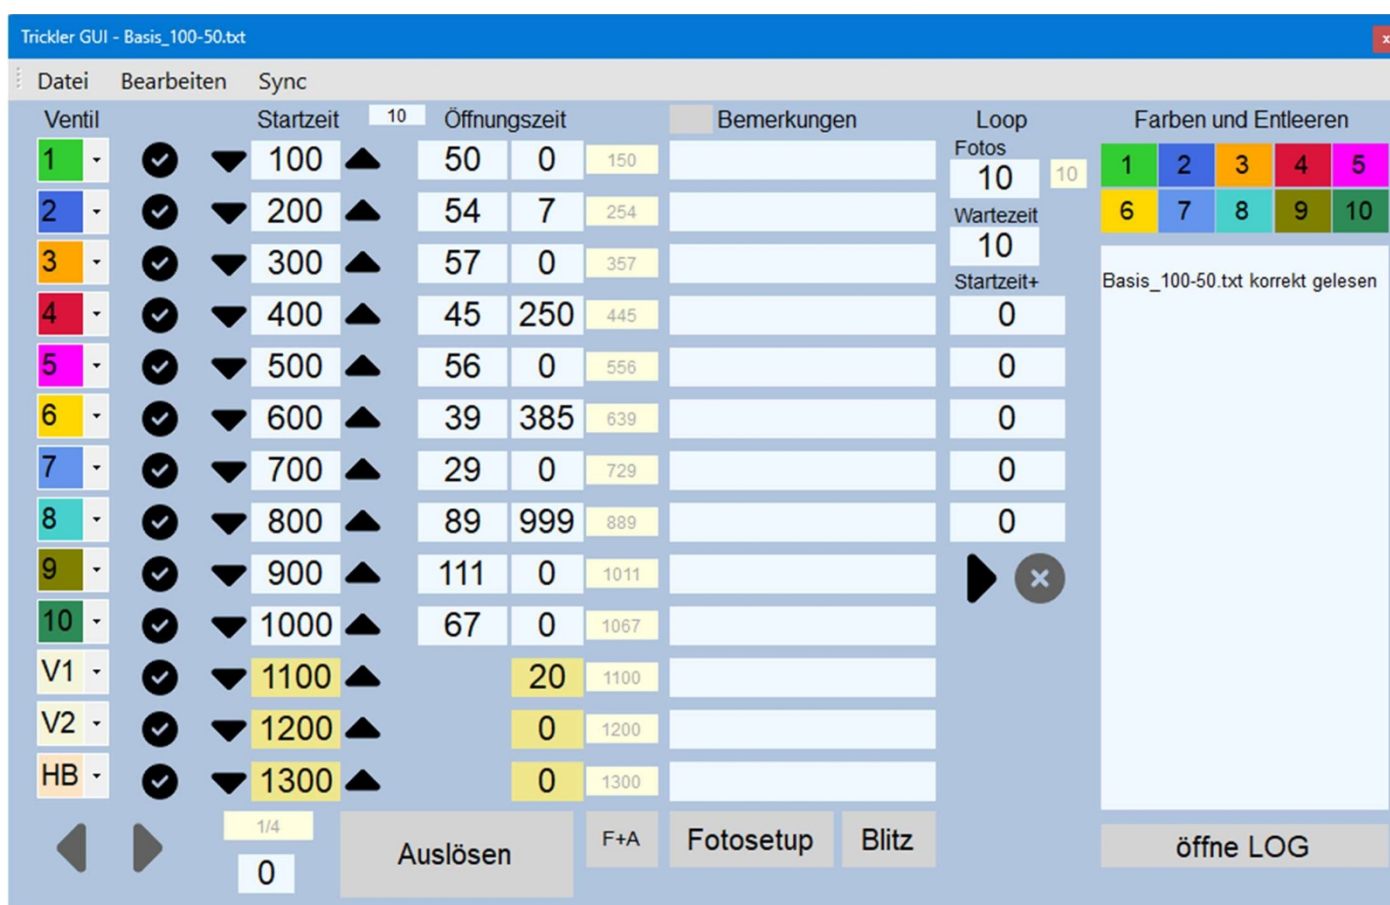 Trickler GUI - Basis_100-50.txt x
Datei Bearbeiten Sync
Ventil Startzeit 10 Öffnungszeit Bemerkungen Loop Farben und Entleeren
Fotos
1 100 50 0 150 10 10 1 2 3 4 5
2 200 54 7 254 Wartezeit 6 7 8 9 10
3 300 57 0 357 10
Startzeit+ Basis_100-50.txt korrekt gelesen
4 400 45 250 445 0
5 500 56 0 556 0
6 600 39 385 639 0
7 700 29 0 729 0
8 800 89 999 889 0
9 900 111 0 1011
10 1000 67 0 1067
V1 1100 20 1100
V2 1200 0 1200
HB 1300 0 1300
1/4 Auslösen F+A Fotosetup Blitz öffne LOG
0